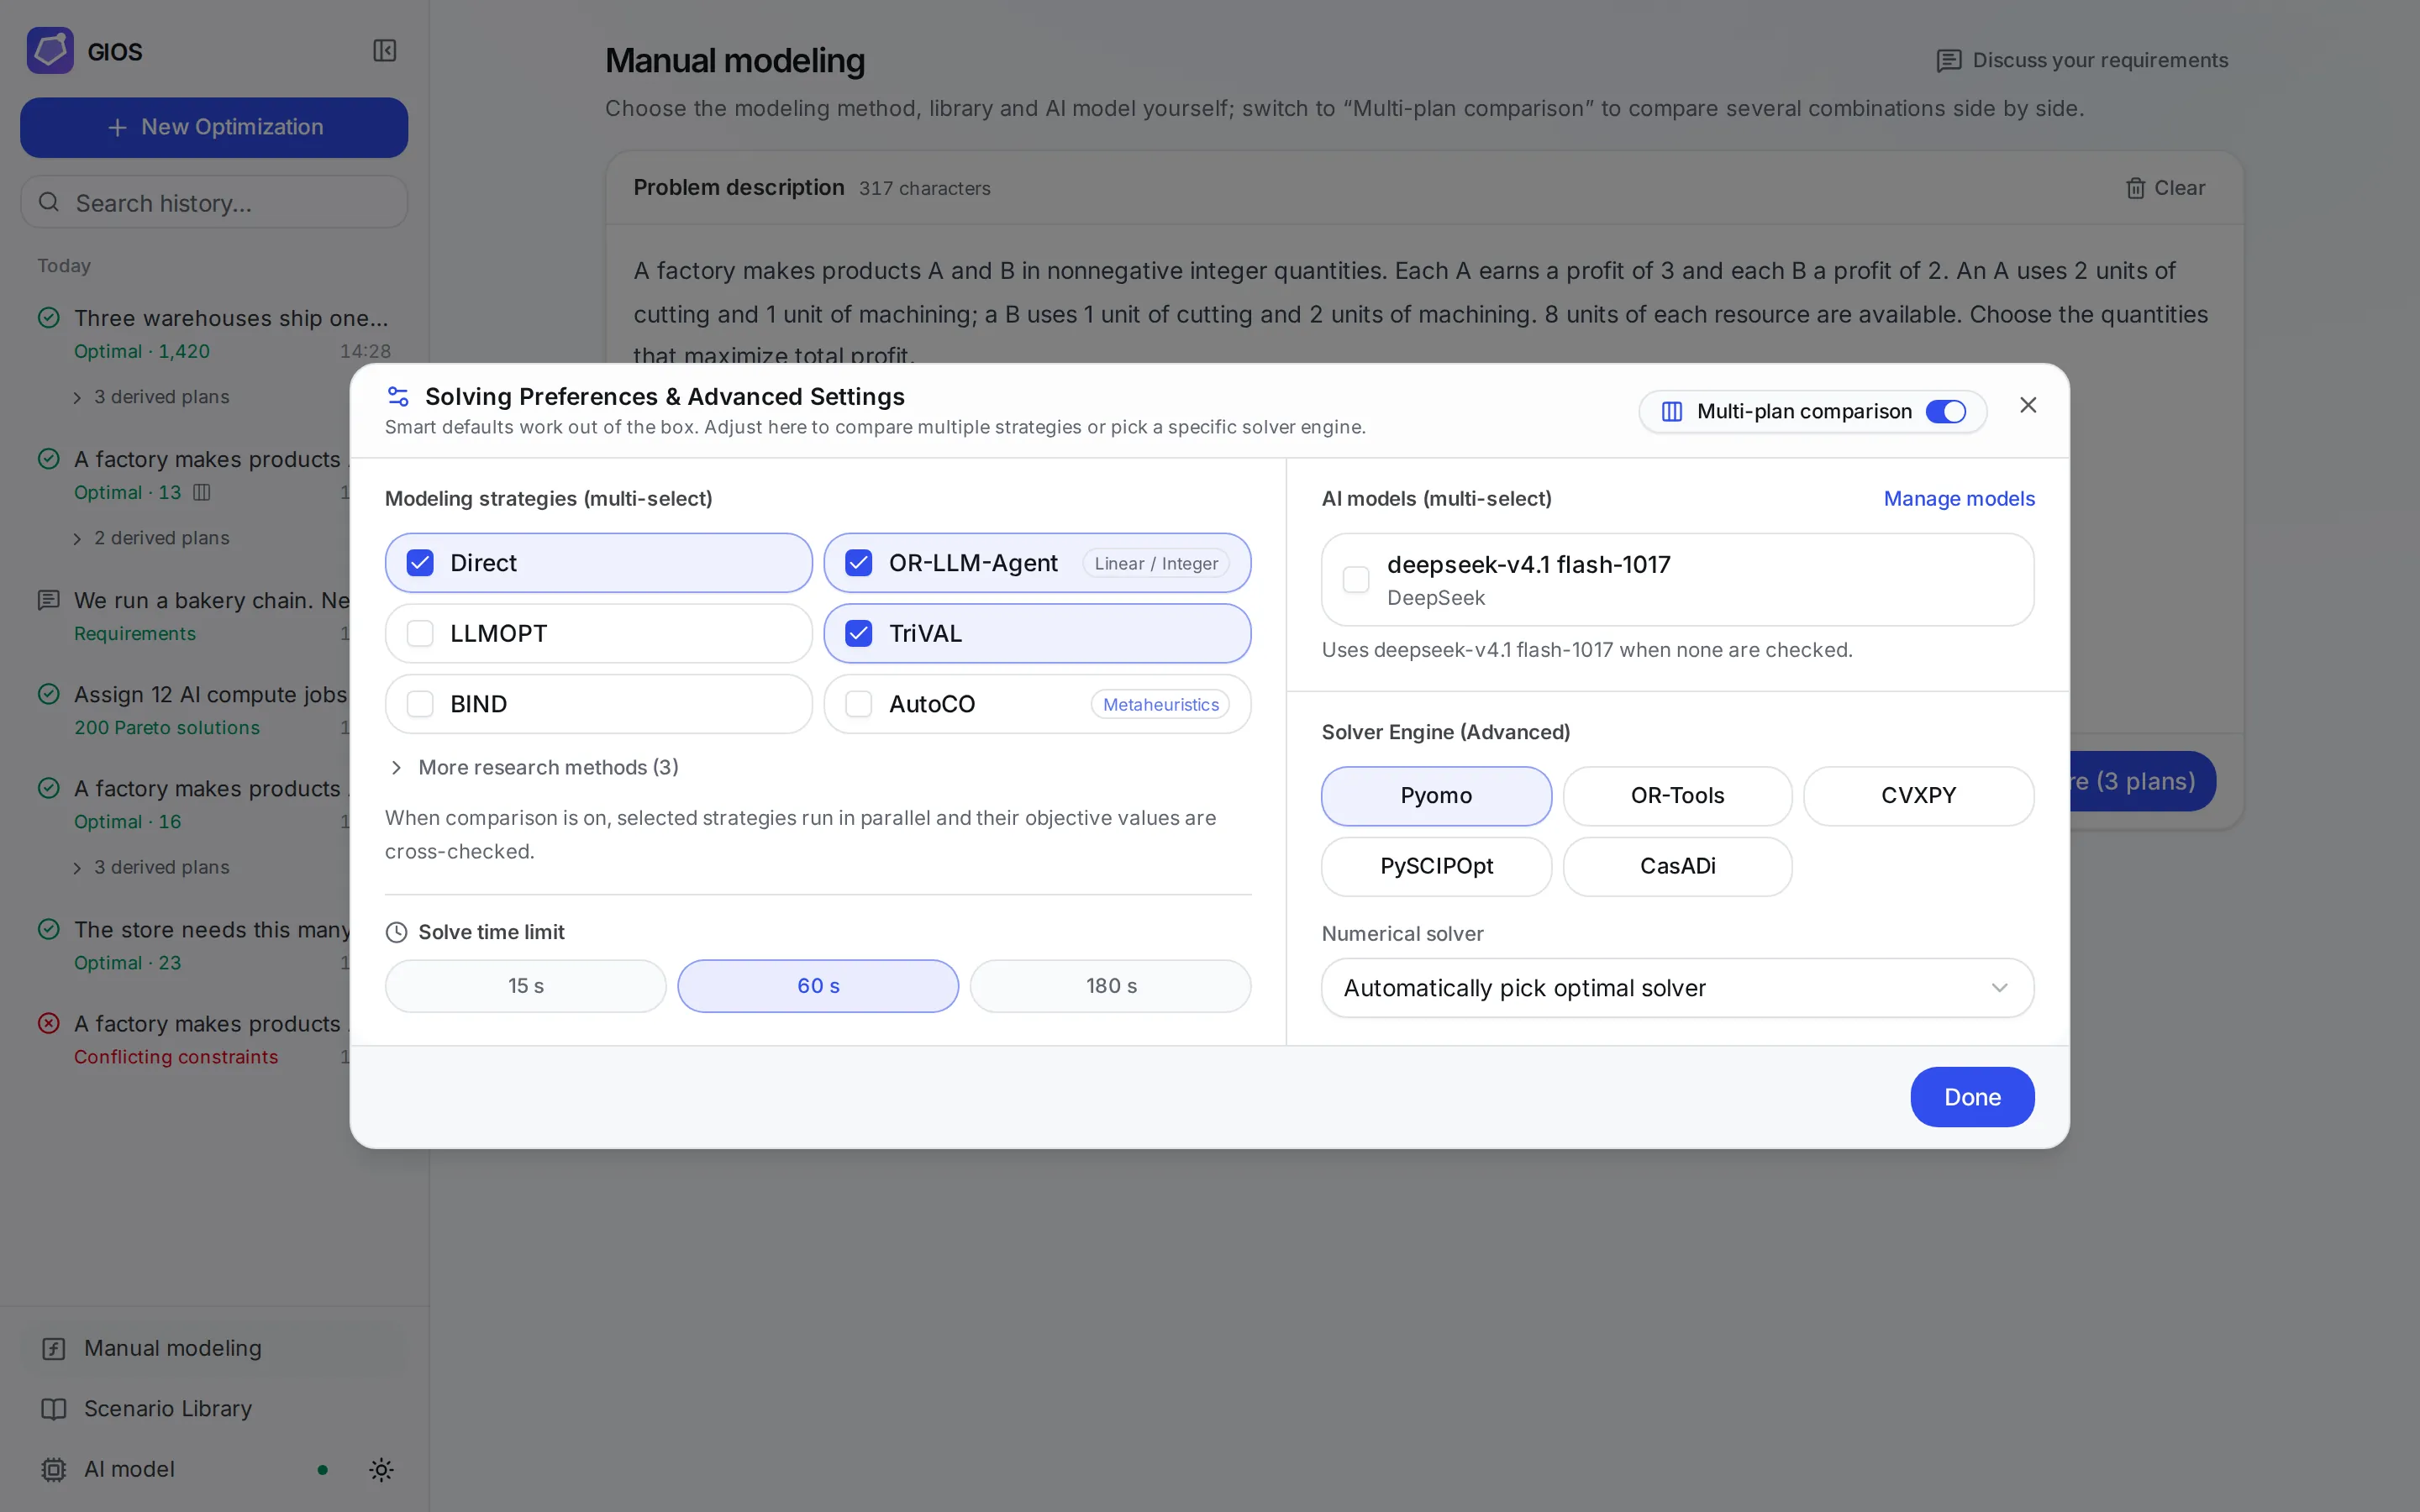 GIOS
New Optimization
Search history...
Today
Three warehouses ship one...
Optimal · 1,420
14:28
3 derived plans
A factory makes products
Optimal · 13
2 derived plans
We run a bakery chain. Ne
Requirements
Assign 12 AI compute jobs
200 Pareto solutions
A factory makes products
Optimal · 16
3 derived plans
The store needs this many
Optimal · 23
A factory makes products
Conflicting constraints
Manual modeling
Scenario Library
AI model
Manual modeling
Discuss your requirements
Choose the modeling method, library and AI model yourself; switch to “Multi-plan comparison” to compare several combinations side by side.
Problem description 317 characters
Clear
A factory makes products A and B in nonnegative integer quantities. Each A earns a profit of 3 and each B a profit of 2. An A uses 2 units of
cutting and 1 unit of machining; a B uses 1 unit of cutting and 2 units of machining. 8 units of each resource are available. Choose the quantities
that maximize total profit.
re (3 plans)
Solving Preferences & Advanced Settings
Smart defaults work out of the box. Adjust here to compare multiple strategies or pick a specific solver engine.
Multi-plan comparison
Modeling strategies (multi-select)
Direct
OR-LLM-Agent
Linear / Integer
LLMOPT
TriVAL
BIND
AutoCO
Metaheuristics
More research methods (3)
When comparison is on, selected strategies run in parallel and their objective values are
cross-checked.
Solve time limit
15 s
60 s
180 s
AI models (multi-select)
Manage models
deepseek-v4.1 flash-1017
DeepSeek
Uses deepseek-v4.1 flash-1017 when none are checked.
Solver Engine (Advanced)
Pyomo
OR-Tools
CVXPY
PySCIPOpt
CasADi
Numerical solver
Automatically pick optimal solver
Done